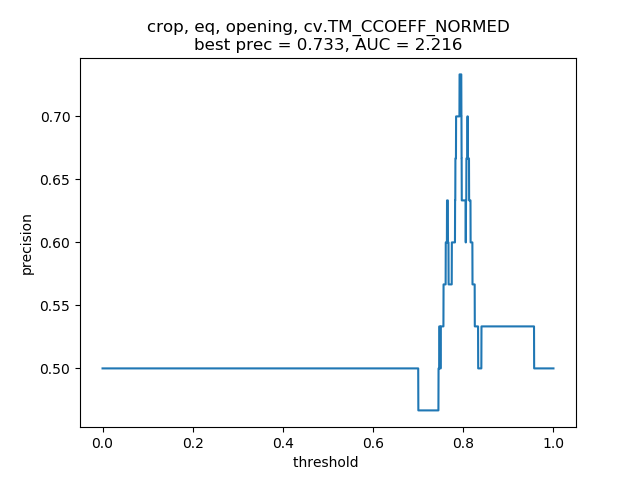 crop, eq, opening, cv.TM_CCOEFF_NORMED
best prec = 0.733, AUC = 2.216
0.70
0.65
0.60
0.55
0.50
precision
0.0 0.2 0.4 0.6 0.8 1.0
threshold